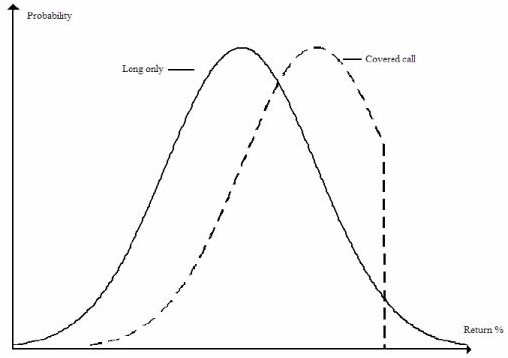 Probability
Long only
Covered call
Return %